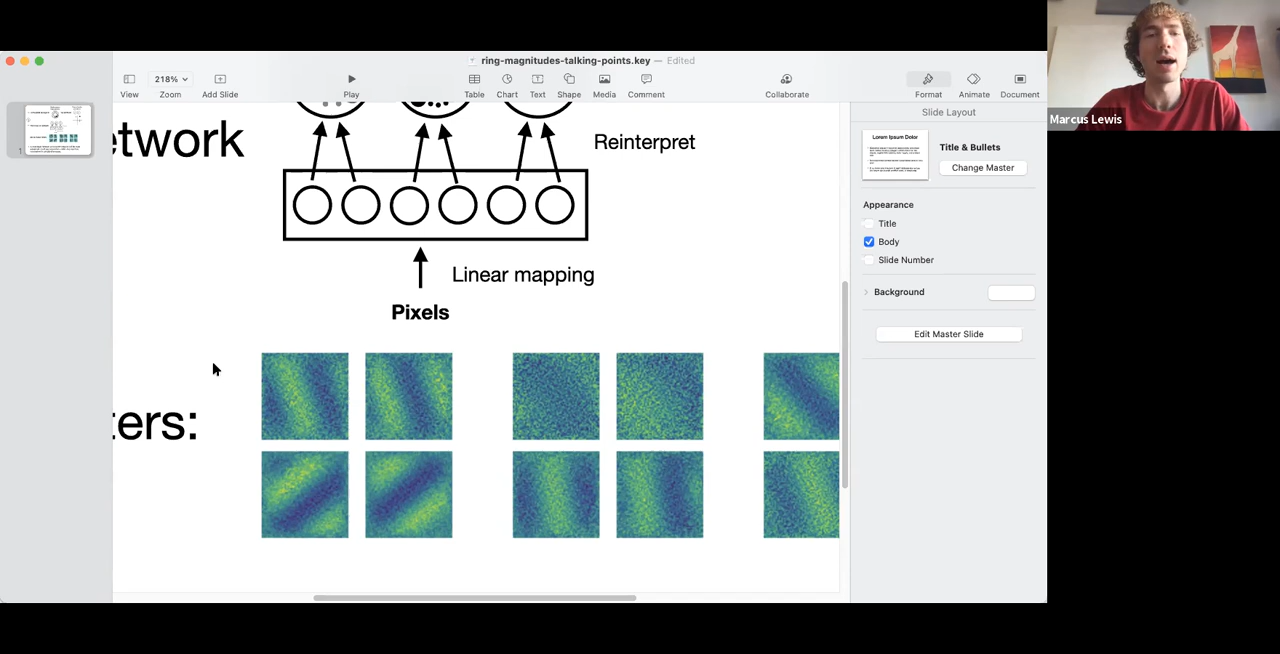 ring-magnitudes-talking-points.key — Edited
218%
View
Zoom
Add Slide
Play
Table
Chart
Text
Shape
Media
Comment
Collaborate
Format
Animate
Document
Marcus Lewis
1
etwork
Reinterpret
Linear mapping
Pixels
ters:
Slide Layout
Lorem Ipsum Dolor
Title & Bullets
Change Master
Appearance
Title
Body
Slide Number
Background
Edit Master Slide